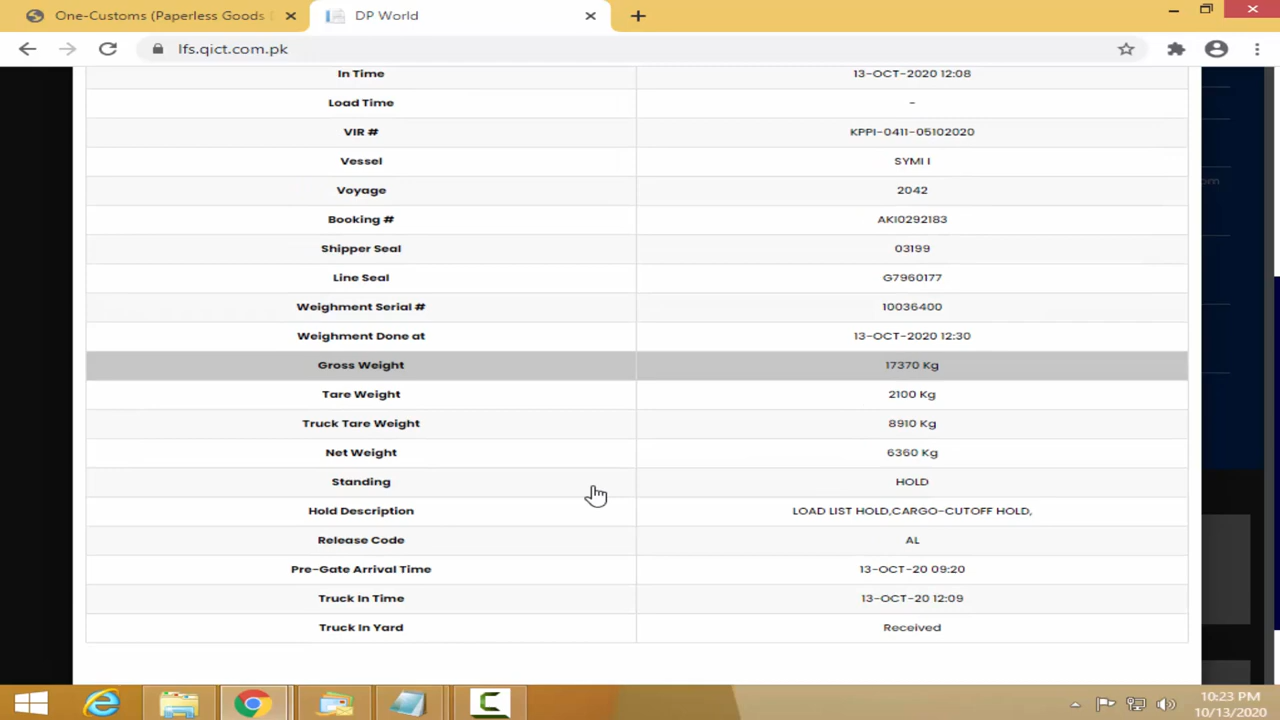 One-Customs (Paperless Goods
DP World
lfs.qict.com.pk
In Time 13-OCT-2020 12:08
Load Time -
VIR # KPPI-0411-05102020
Vessel SYMI I
Voyage 2042
Booking # AKI0292183
Shipper Seal 03199
Line Seal G7960177
Weighment Serial # 10036400
Weighment Done at 13-OCT-2020 12:30
Gross Weight 17370 Kg
Tare Weight 2100 Kg
Truck Tare Weight 8910 Kg
Net Weight 6360 Kg
Standing HOLD
Hold Description LOAD LIST HOLD,CARGO-CUTOFF HOLD,
Release Code AL
Pre-Gate Arrival Time 13-OCT-20 09:20
Truck In Time 13-OCT-20 12:09
Truck In Yard Received
10:23 PM
10/13/2020